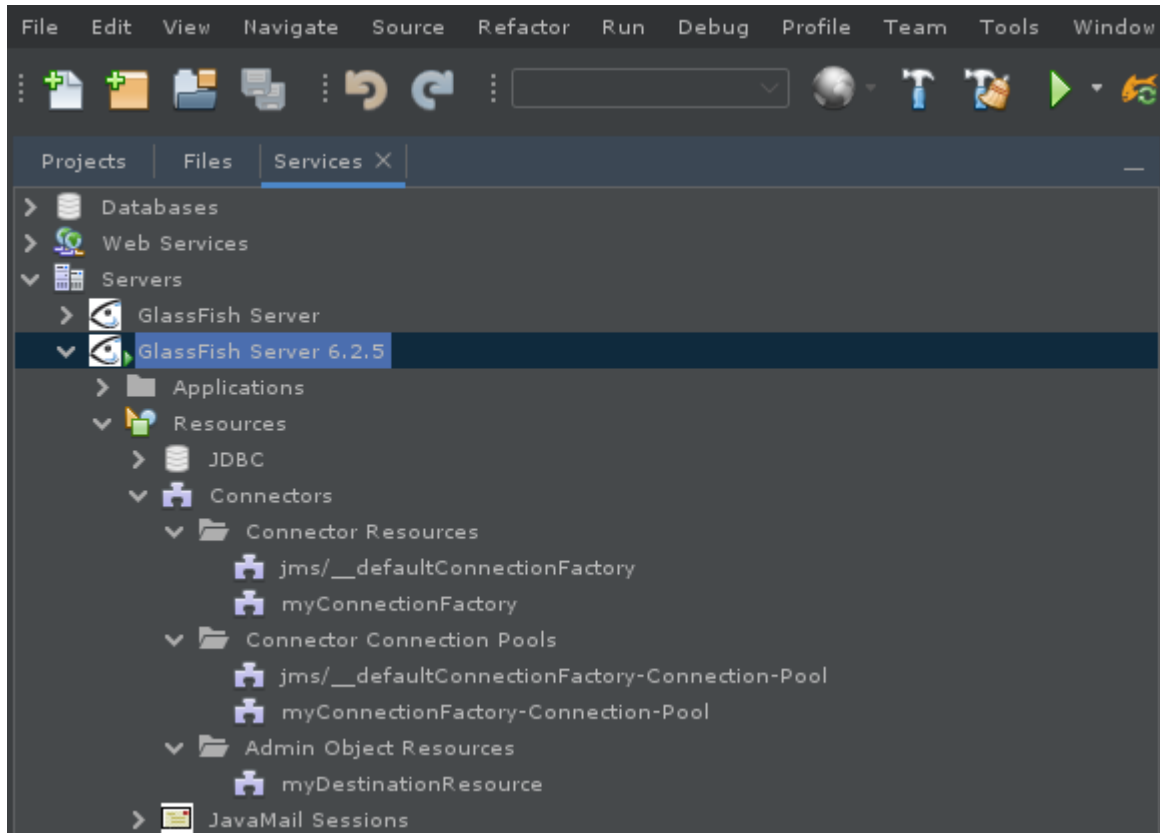 File Edit View Navigate Source Refactor Run Debug Profile Team Tools Window
Projects Files Services
Databases
Web Services
Servers
GlassFish Server
GlassFish Server 6.2.5
Applications
Resources
JDBC
Connectors
Connector Resources
jms/__defaultConnectionFactory
myConnectionFactory
Connector Connection Pools
jms/__defaultConnectionFactory-Connection-Pool
myConnectionFactory-Connection-Pool
Admin Object Resources
myDestinationResource
JavaMail Sessions